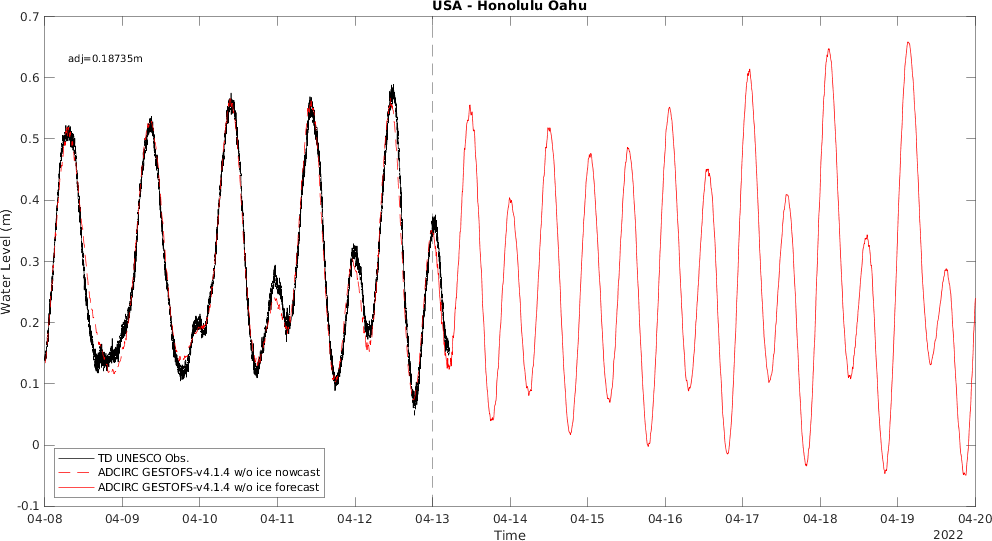 USA - Honolulu Oahu
adj=0.18735m
0.7
0.6
0.5
0.4
0.3
0.2
0.1
0
-0.1
Water Level (m)
TD UNESCO Obs.
ADCIRC GESTOFS-v4.1.4 w/o ice nowcast
ADCIRC GESTOFS-v4.1.4 w/o ice forecast
04-08 04-09 04-10 04-11 04-12 04-13 04-14 04-15 04-16 04-17 04-18 04-19 04-20
Time
2022